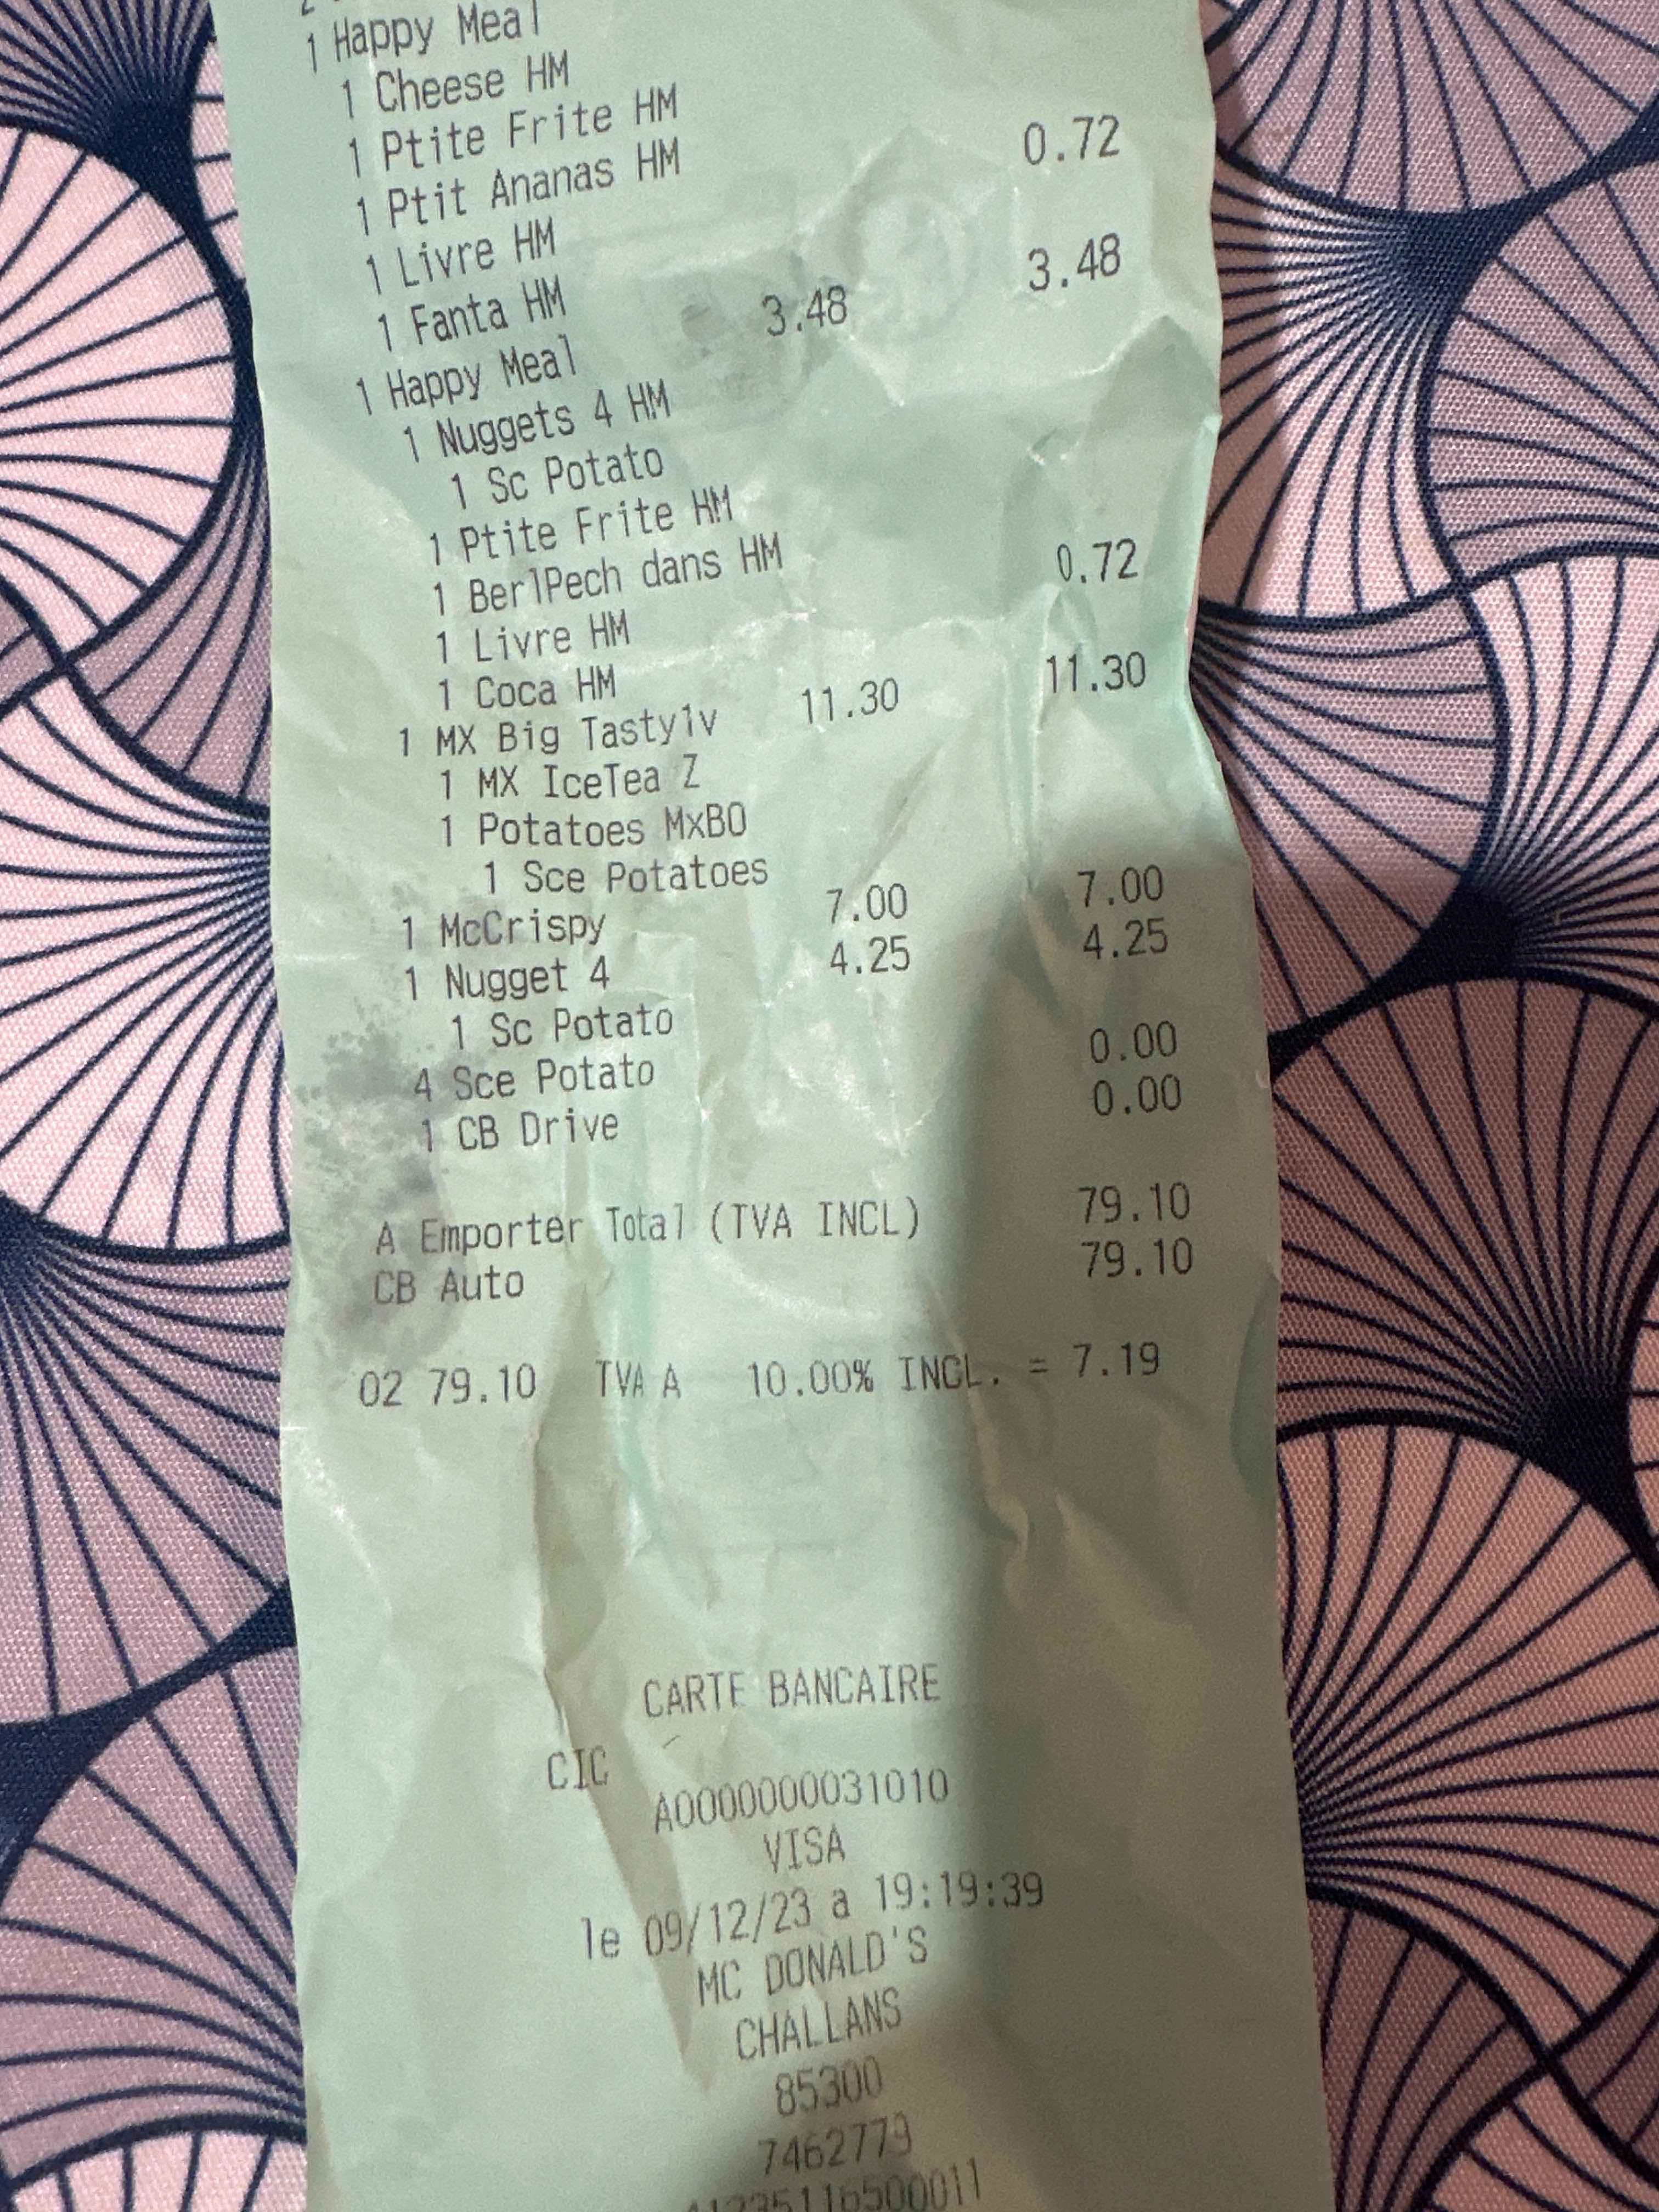 1 Happy Meal
1 Cheese HM
1 Ptite Frite HM
1 Ptit Ananas HM
1 Livre HM 0.72
1 Fanta HM
1 Happy Meal 3.48 3.48
1 Nuggets 4 HM
1 Sc Potato
1 Ptite Frite HM
1 BerlPech dans HM
1 Livre HM 0.72
1 Coca HM
1 MX Big Tasty1v 11.30 11.30
1 MX IceTea Z
1 Potatoes MxBO
1 Sce Potatoes
1 McCrispy 7.00 7.00
1 Nugget 4 4.25 4.25
1 Sc Potato
4 Sce Potato 0.00
1 CB Drive 0.00
A Emporter Total (TVA INCL) 79.10
CB Auto 79.10
02 79.10 TVA A 10.00% INCL. = 7.19
CARTE BANCAIRE
CIC
A0000000031010
VISA
le 09/12/23 a 19:19:39
MC DONALD'S
CHALLANS
85300
7462779